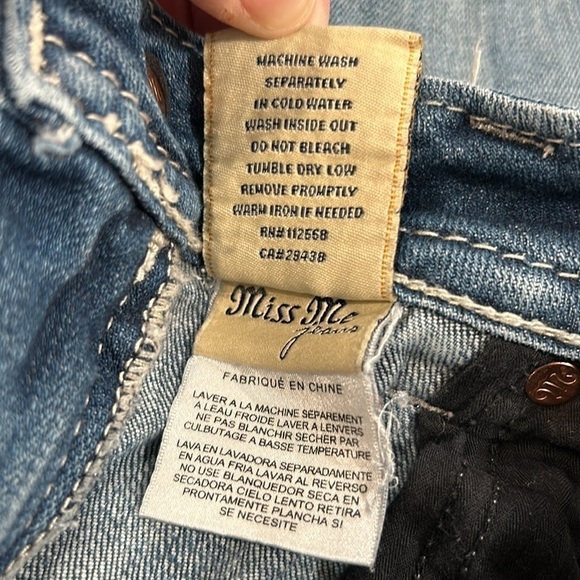 MACHINE WASH
SEPARATELY
IN COLD WATER
WASH INSIDE OUT
DO NOT BLEACH
TUMBLE DRY LOW
REMOVE PROMPTLY
WARM IRON IF NEEDED
RN#112568
CA#29438
Miss Me
jeans
FABRIQUÉ EN CHINE
LAVER A LA MACHINE SEPAREMENT
A LEAU FROIDE LAVER A LENVERS
NE PAS BLANCHIR SECHER PAR
CULBUTAGE A BASSE TEMPERATURE
LAVA EN LAVADORA SEPARADAMENTE
EN AGUA FRIA LAVAR AL REVERSO
NO USE BLANQUEDOR SECA EN
SECADORA CIELO LENTO RETIRA
PRONTAMENTE PLANCHA SI
SE NECESITE